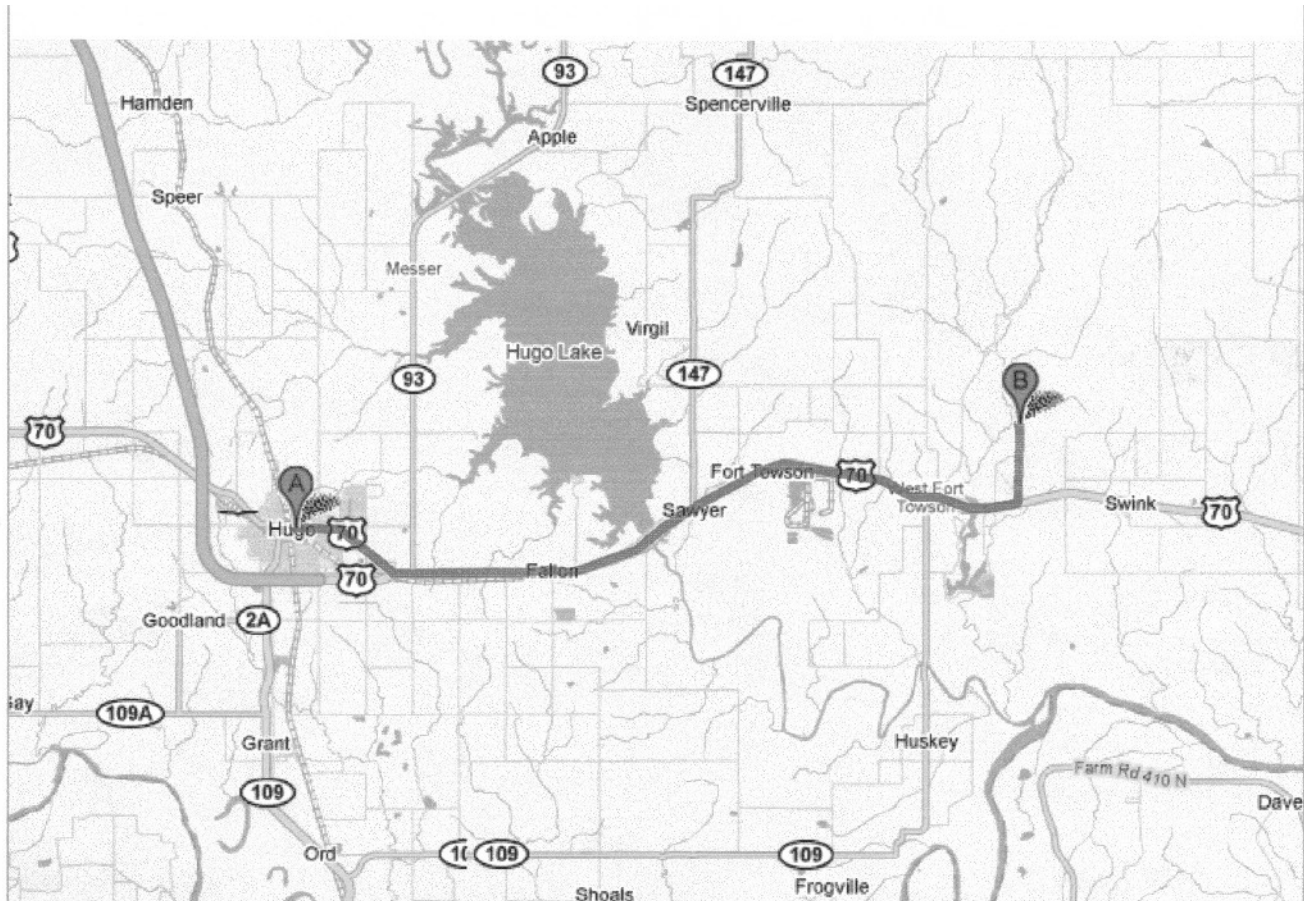 93
147
Hamden
Spencerville
Apple
Speer
Messer
Virgil
Hugo Lake
93
147
B
70
A
Fort Towson
70
West Fort
Towson
Sawyer
Swink
70
Hugo
70
Fallon
70
Goodland
2A
109A
Grant
Huskey
Farm Rd 410 N
109
Dave
Ord
109
109
Shoals
Frogville